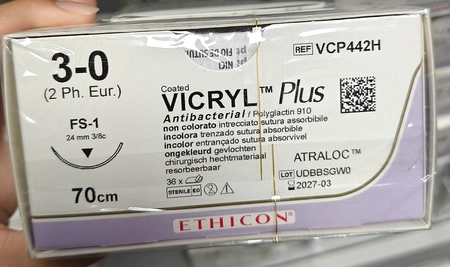 3-0
(2 Ph. Eur.)
FS-1
24 mm 3/8c
70cm
REF VCP442H
Coated
VICRYL™ Plus
Antibacterial / Polyglactin 910
non colorato intrecciato sutura assorbibile
incolora trenzado sutura absorbible
incolor entrançado sutura absorvível
ongekleurd gevlochten
chirurgisch hechtmateriaal
resorbeerbaar
36 x
STERILE EO
2
ATRALOC™
LOT UDBBSGW0
2027-03
ETHICON